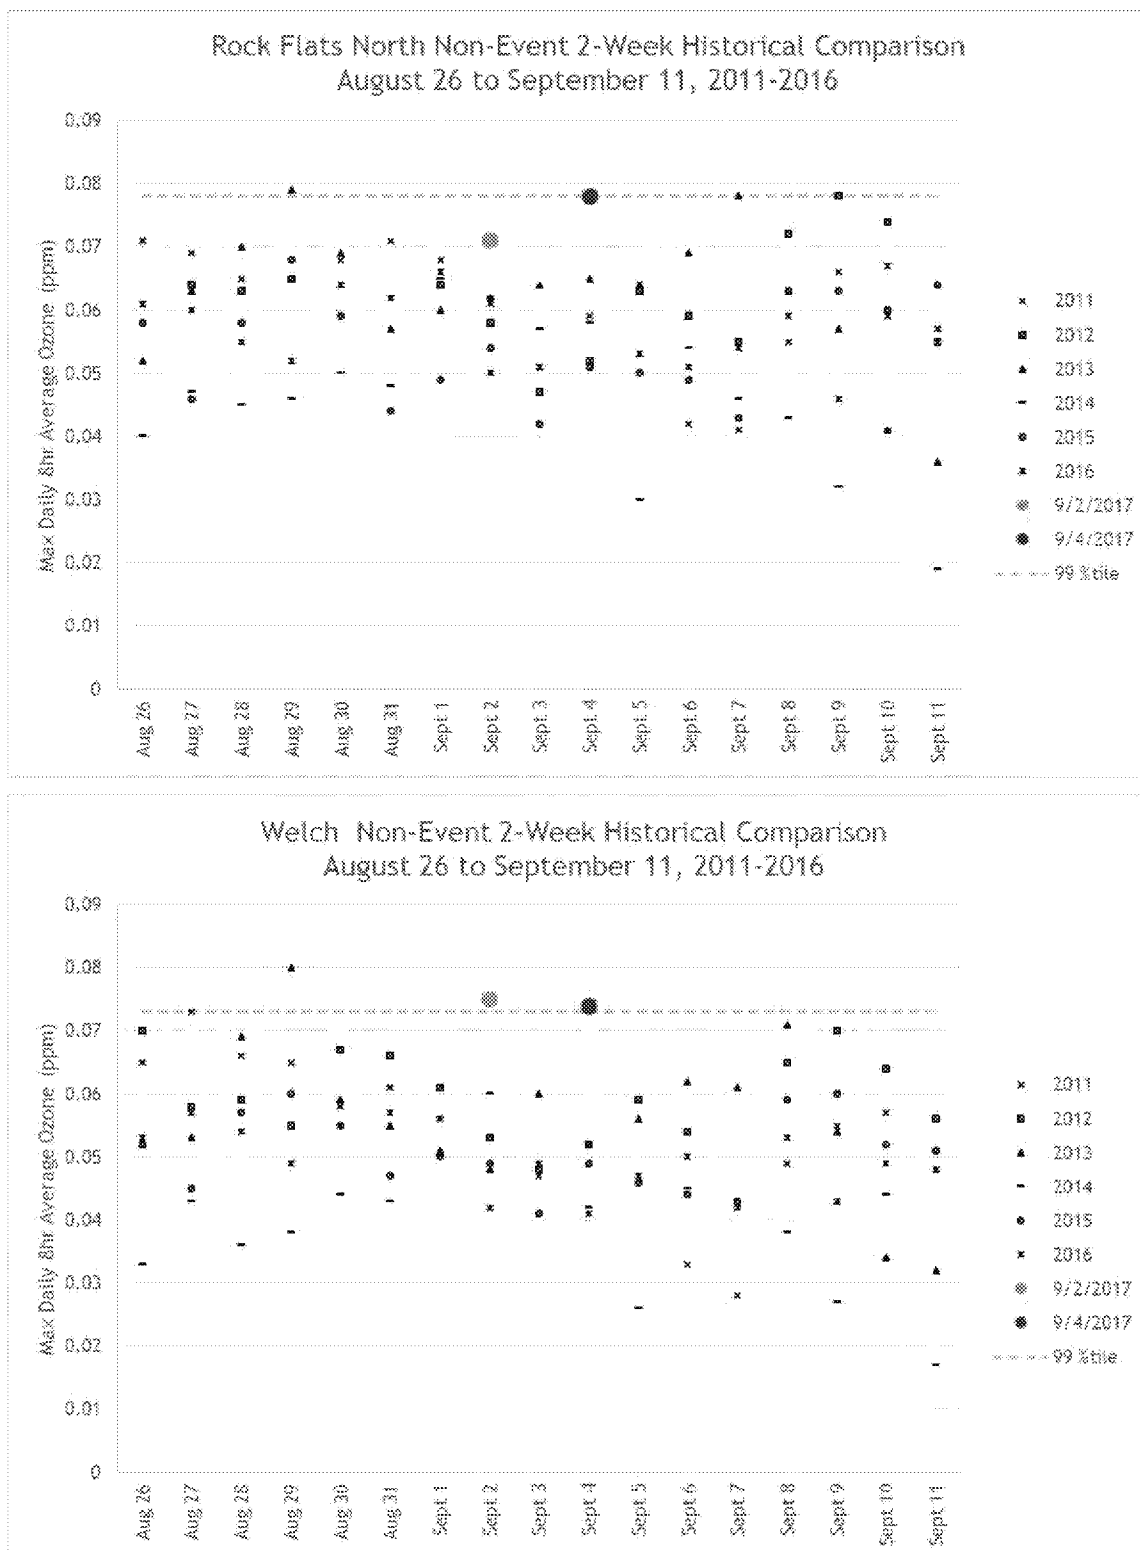 Rock Flats North Non-Event 2-Week Historical Comparison
August 26 to September 11, 2011-2016
Max Daily 8hr Average Ozone (ppm)
0.09
0.08
0.07
0.06
0.05
0.04
0.03
0.02
0.01
0
Aug 26
Aug 27
Aug 28
Aug 29
Aug 30
Aug 31
Sept 1
Sept 2
Sept 3
Sept 4
Sept 5
Sept 6
Sept 7
Sept 8
Sept 9
Sept 10
Sept 11
2011
2012
2013
2014
2015
2016
9/2/2017
9/4/2017
99 %tile
Welch Non-Event 2-Week Historical Comparison
August 26 to September 11, 2011-2016
Max Daily 8hr Average Ozone (ppm)
0.09
0.08
0.07
0.06
0.05
0.04
0.03
0.02
0.01
0
Aug 26
Aug 27
Aug 28
Aug 29
Aug 30
Aug 31
Sept 1
Sept 2
Sept 3
Sept 4
Sept 5
Sept 6
Sept 7
Sept 8
Sept 9
Sept 10
Sept 11
2011
2012
2013
2014
2015
2016
9/2/2017
9/4/2017
99 %tile